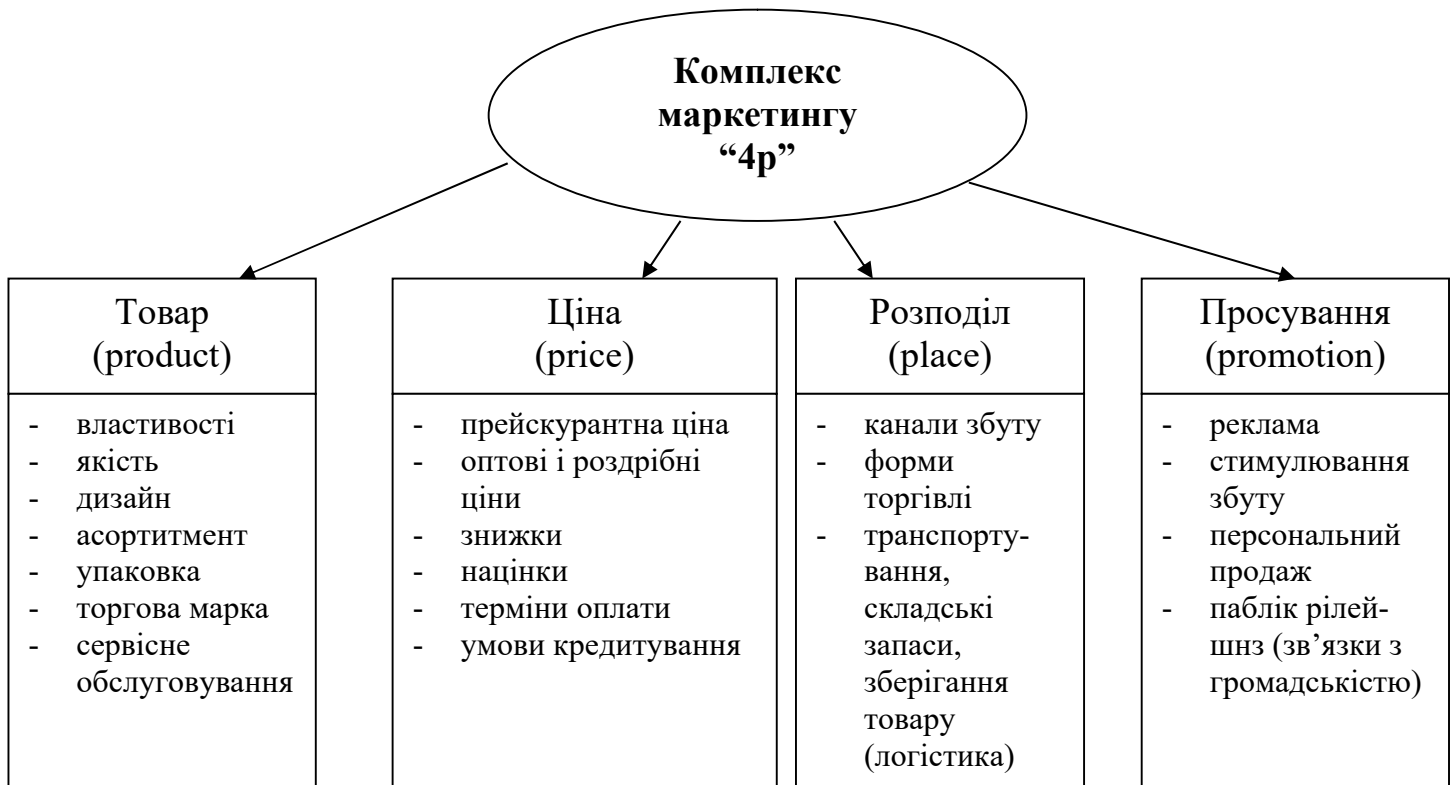 Комплекс
маркетингу
“4р”
Товар
(product)
- властивості
- якість
- дизайн
- асортитмент
- упаковка
- торгова марка
- сервісне
обслуговування
Ціна
(price)
- прейскурантна ціна
- оптові і роздрібні
ціни
- знижки
- націнки
- терміни оплати
- умови кредитування
Розподіл
(place)
- канали збуту
- форми
торгівлі
- транспорту-
вання,
складські
запаси,
зберігання
товару
(логістика)
Просування
(promotion)
- реклама
- стимулювання
збуту
- персональний
продаж
- паблік рілей-
шнз (зв’язки з
громадськістю)